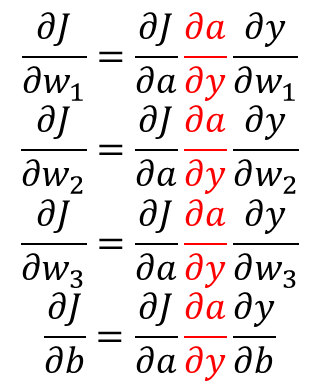 ∂J/∂w₁ = ∂J/∂a ∂a/∂y ∂y/∂w₁
∂J/∂w₂ = ∂J/∂a ∂a/∂y ∂y/∂w₂
∂J/∂w₃ = ∂J/∂a ∂a/∂y ∂y/∂w₃
∂J/∂b = ∂J/∂a ∂a/∂y ∂y/∂b